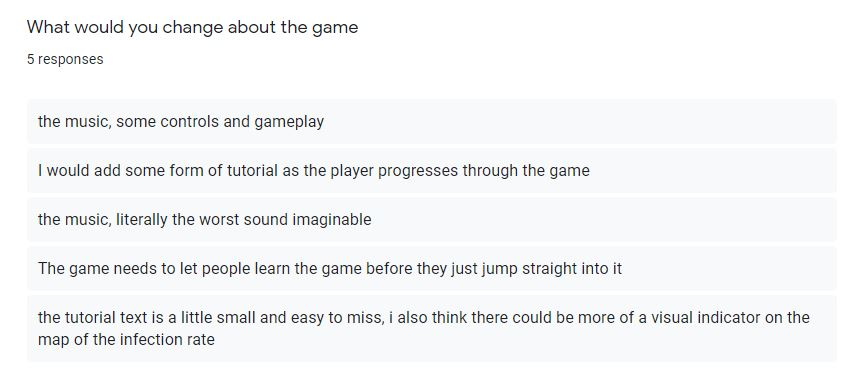 What would you change about the game
5 responses
the music, some controls and gameplay
I would add some form of tutorial as the player progresses through the game
the music, literally the worst sound imaginable
The game needs to let people learn the game before they just jump straight into it
the tutorial text is a little small and easy to miss, i also think there could be more of a visual indicator on the
map of the infection rate